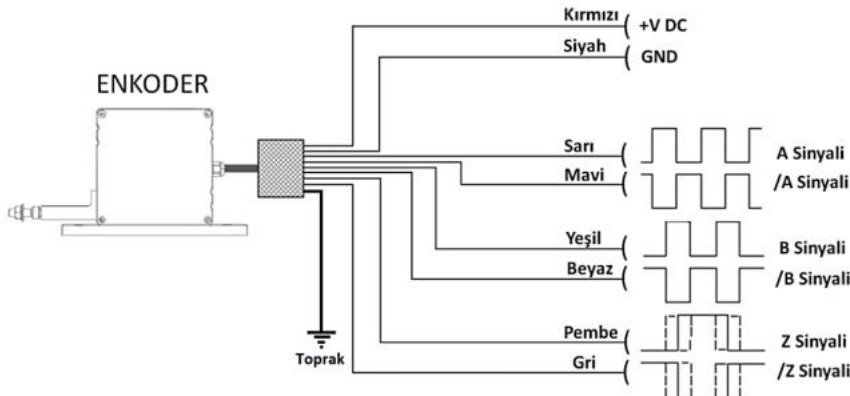 Kırmızı
+V DC
Siyah
GND
ENKODER
Sarı
A Sinyali
Mavi
/A Sinyali
Yeşil
B Sinyali
Beyaz
/B Sinyali
Pembe
Z Sinyali
Toprak
Gri
/Z Sinyali